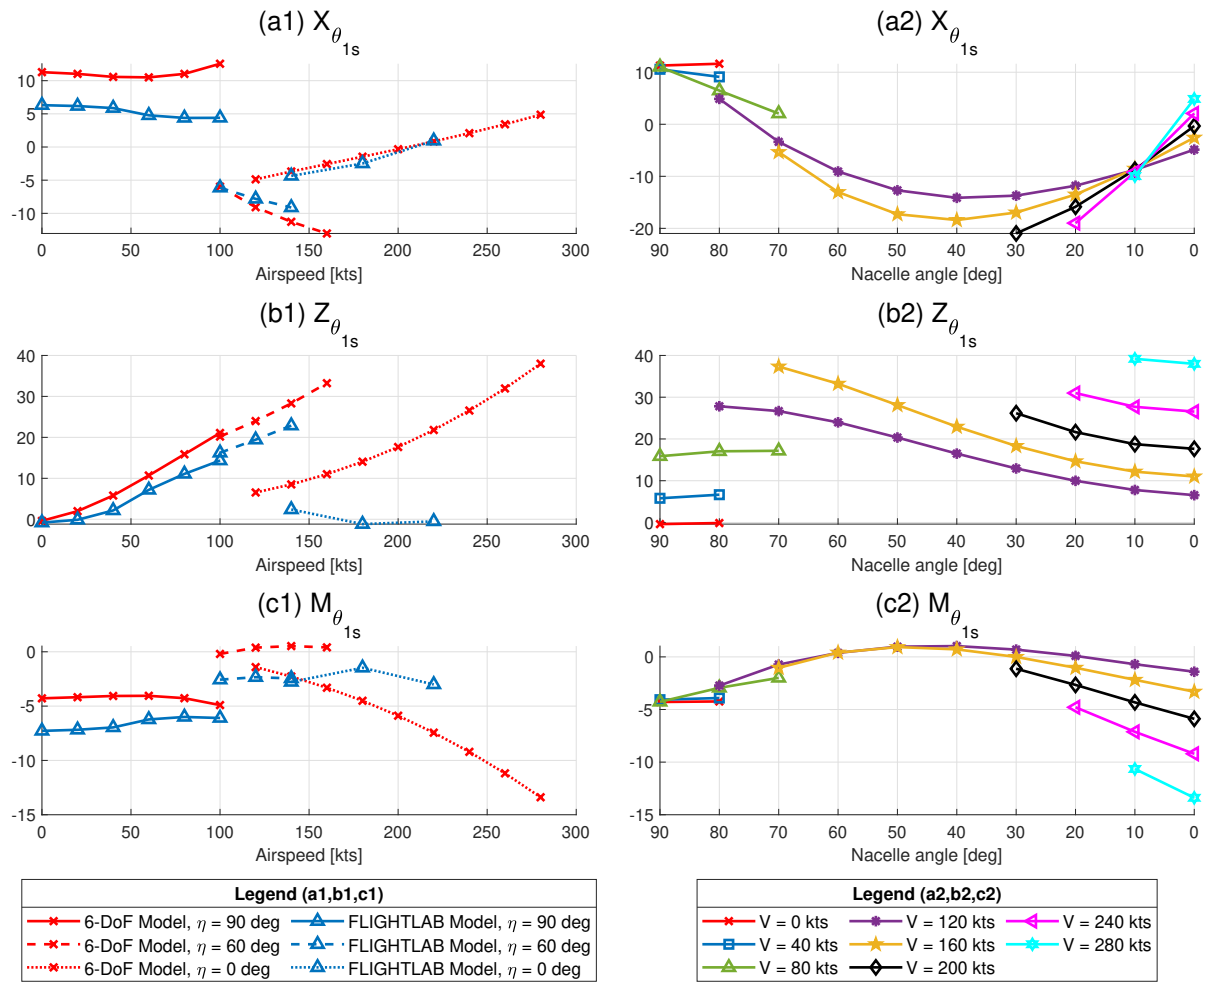 (a1) X_θ_1s
10
5
0
-5
-10
0 50 100 150 200 250 300
Airspeed [kts]
(a2) X_θ_1s
10
0
-10
-20
90 80 70 60 50 40 30 20 10 0
Nacelle angle [deg]
(b1) Z_θ_1s
40
30
20
10
0
0 50 100 150 200 250 300
Airspeed [kts]
(b2) Z_θ_1s
40
30
20
10
0
90 80 70 60 50 40 30 20 10 0
Nacelle angle [deg]
(c1) M_θ_1s
0
-5
-10
-15
0 50 100 150 200 250 300
Airspeed [kts]
(c2) M_θ_1s
0
-5
-10
-15
90 80 70 60 50 40 30 20 10 0
Nacelle angle [deg]
Legend (a1,b1,c1)
6-DoF Model, η = 90 deg FLIGHTLAB Model, η = 90 deg
6-DoF Model, η = 60 deg FLIGHTLAB Model, η = 60 deg
6-DoF Model, η = 0 deg FLIGHTLAB Model, η = 0 deg
Legend (a2,b2,c2)
V = 0 kts V = 120 kts V = 240 kts
V = 40 kts V = 160 kts V = 280 kts
V = 80 kts V = 200 kts